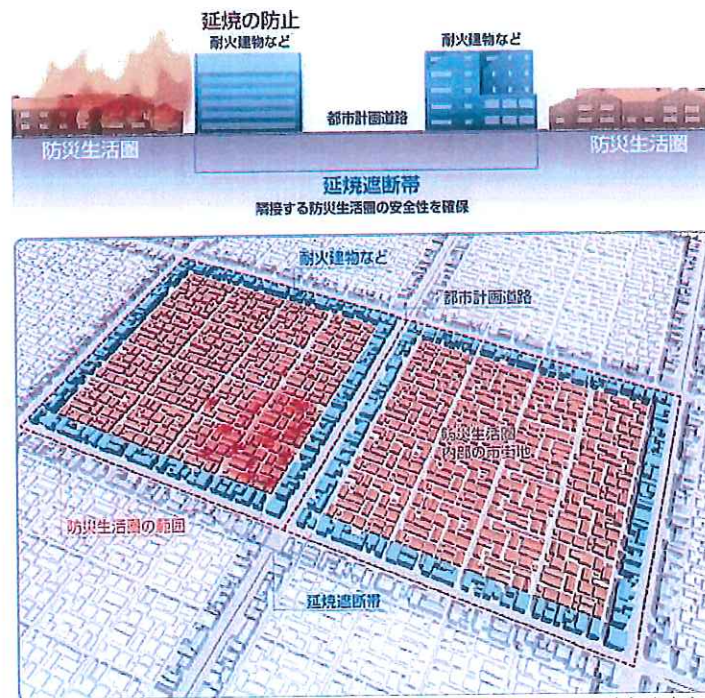 延焼の防止
耐火建物など
耐火建物など
都市計画道路
防災生活圏
防災生活圏
延焼遮断帯
隣接する防災生活圏の安全性を確保
耐火建物など
都市計画道路
防災生活圏
内部の市街地
防災生活圏の範囲
延焼遮断帯